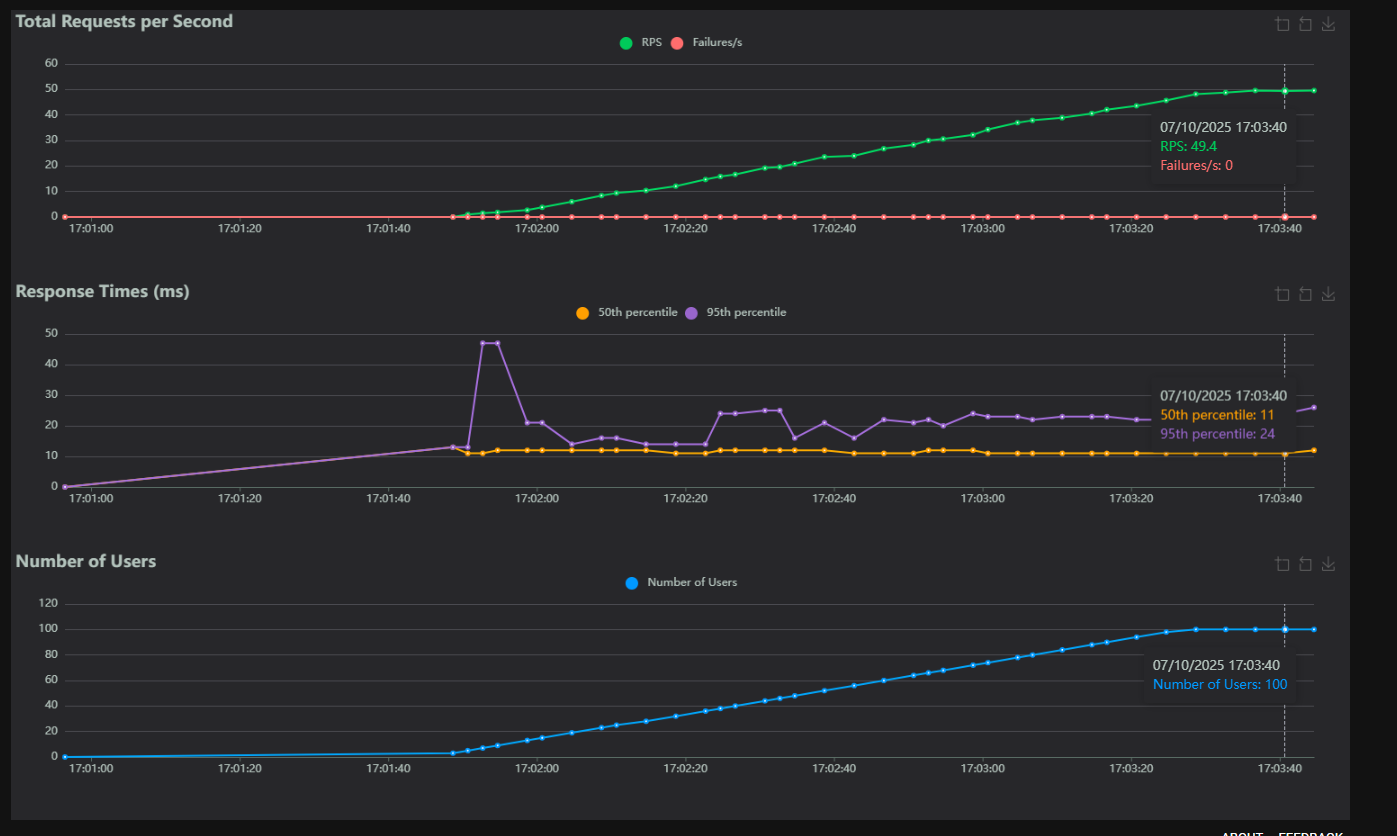 Total Requests per Second
RPS Failures/s
60
50
40
30
20
10
0
07/10/2025 17:03:40
RPS: 49.4
Failures/s: 0
17:01:00 17:01:20 17:01:40 17:02:00 17:02:20 17:02:40 17:03:00 17:03:20 17:03:40
Response Times (ms)
50th percentile 95th percentile
50
40
30
20
10
0
07/10/2025 17:03:40
50th percentile: 11
95th percentile: 24
17:01:00 17:01:20 17:01:40 17:02:00 17:02:20 17:02:40 17:03:00 17:03:20 17:03:40
Number of Users
Number of Users
120
100
80
60
40
20
0
07/10/2025 17:03:40
Number of Users: 100
17:01:00 17:01:20 17:01:40 17:02:00 17:02:20 17:02:40 17:03:00 17:03:20 17:03:40
ABOUT FEEDBACK